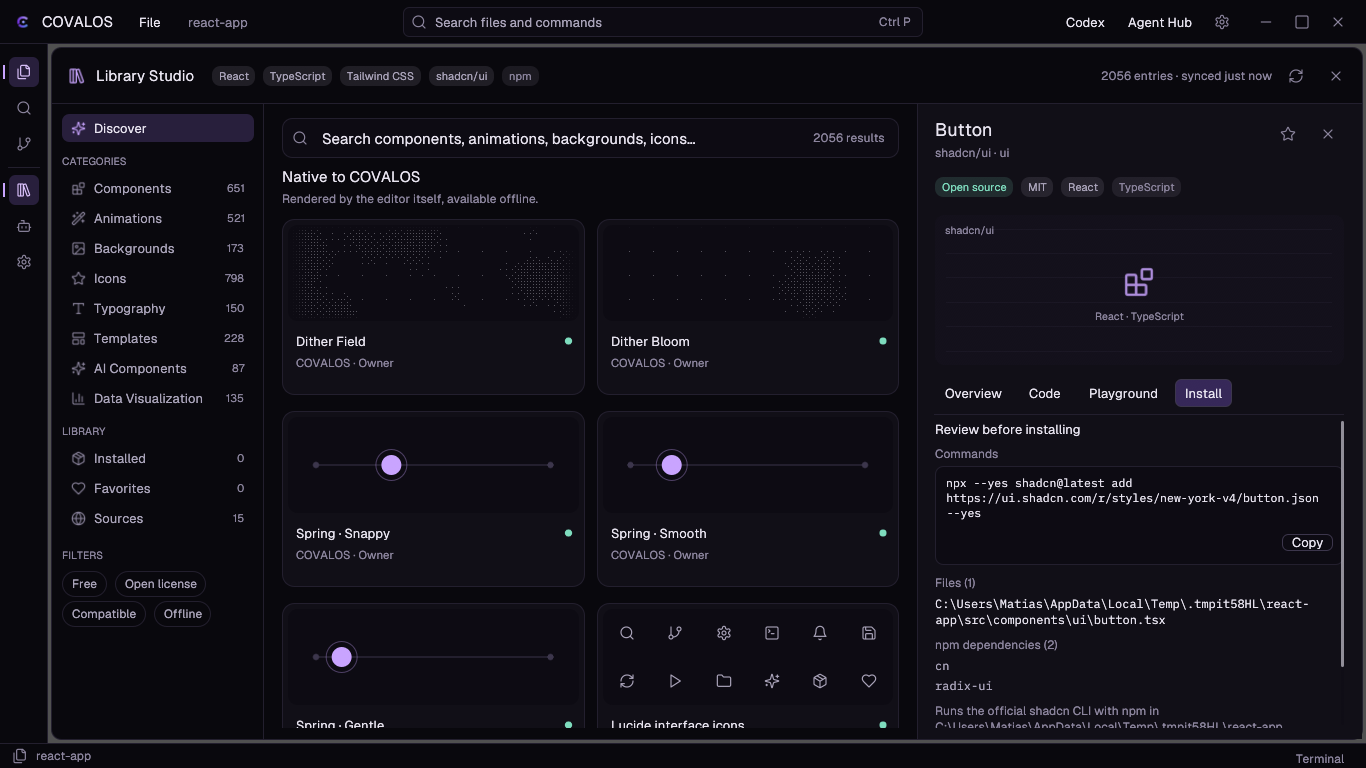 COVALOS File react-app Search files and commands Ctrl P Codex Agent Hub
Library Studio React TypeScript Tailwind CSS shadcn/ui npm 2056 entries · synced just now
Discover
CATEGORIES
Components 651
Animations 521
Backgrounds 173
Icons 798
Typography 150
Templates 228
AI Components 87
Data Visualization 135
LIBRARY
Installed 0
Favorites 0
Sources 15
FILTERS
Free Open license
Compatible Offline
Search components, animations, backgrounds, icons... 2056 results
Native to COVALOS
Rendered by the editor itself, available offline.
Dither Field
COVALOS · Owner
Dither Bloom
COVALOS · Owner
Spring · Snappy
COVALOS · Owner
Spring · Smooth
COVALOS · Owner
Spring · Gentle
Lucide interface icons
Button
shadcn/ui · ui
Open source MIT React TypeScript
shadcn/ui
React · TypeScript
Overview Code Playground Install
Review before installing
Commands
npx --yes shadcn@latest add
https://ui.shadcn.com/r/styles/new-york-v4/button.json
--yes
Copy
Files (1)
C:\Users\Matias\AppData\Local\Temp\.tmpit58HL\react-
app\src\components\ui\button.tsx
npm dependencies (2)
cn
radix-ui
Runs the official shadcn CLI with npm in
C:\Users\Matias\AppData\Local\Temp\.tmpit58HL\react-app
react-app
Terminal